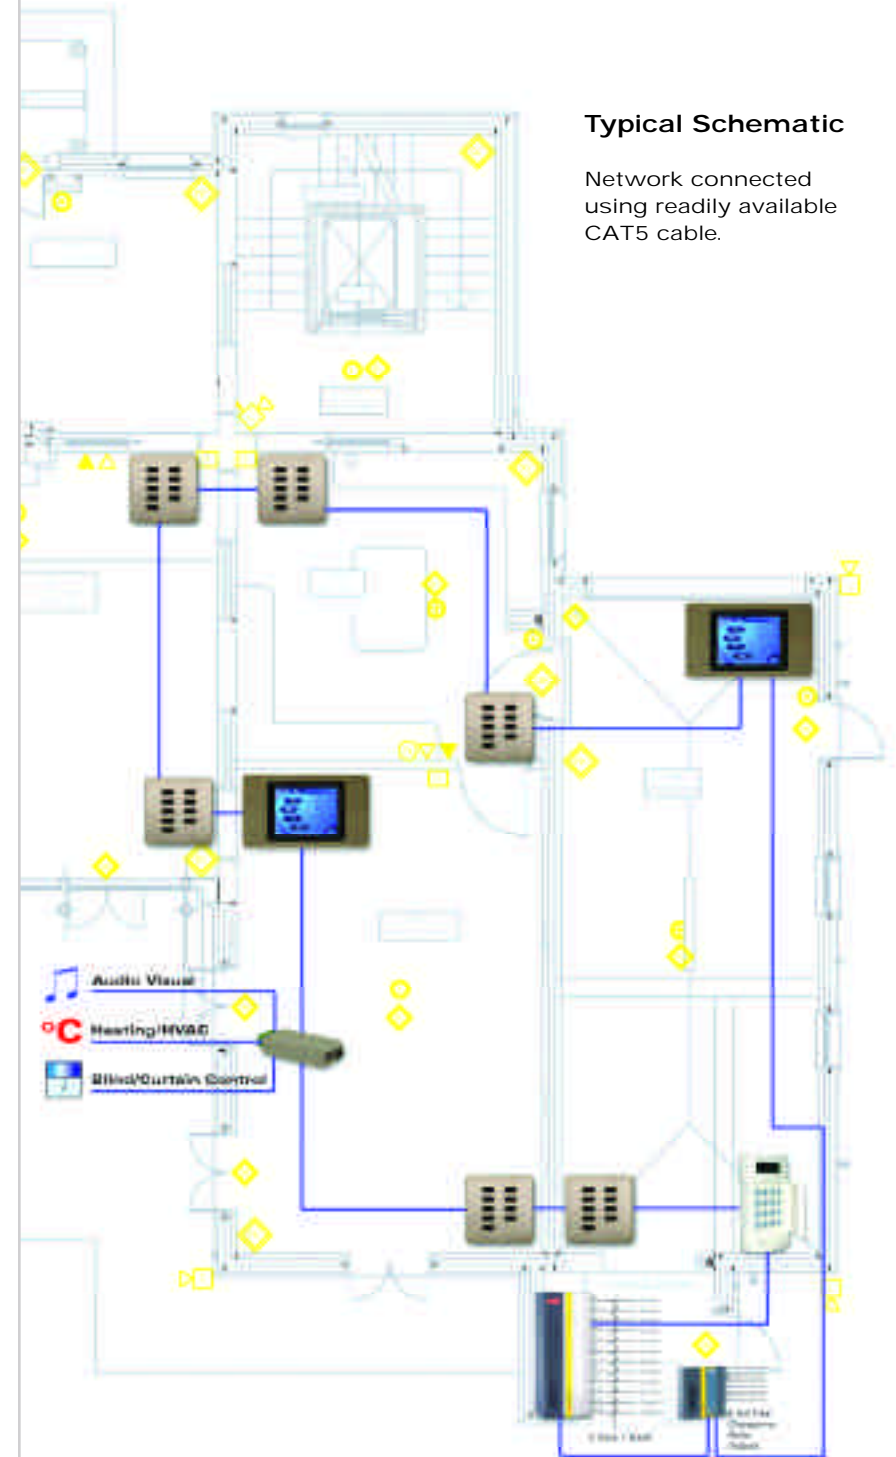 Typical Schematic
Network connected
using readily available
CAT5 cable.
Audio Visual
°C Heating/HVAC
Blind/Curtain Control